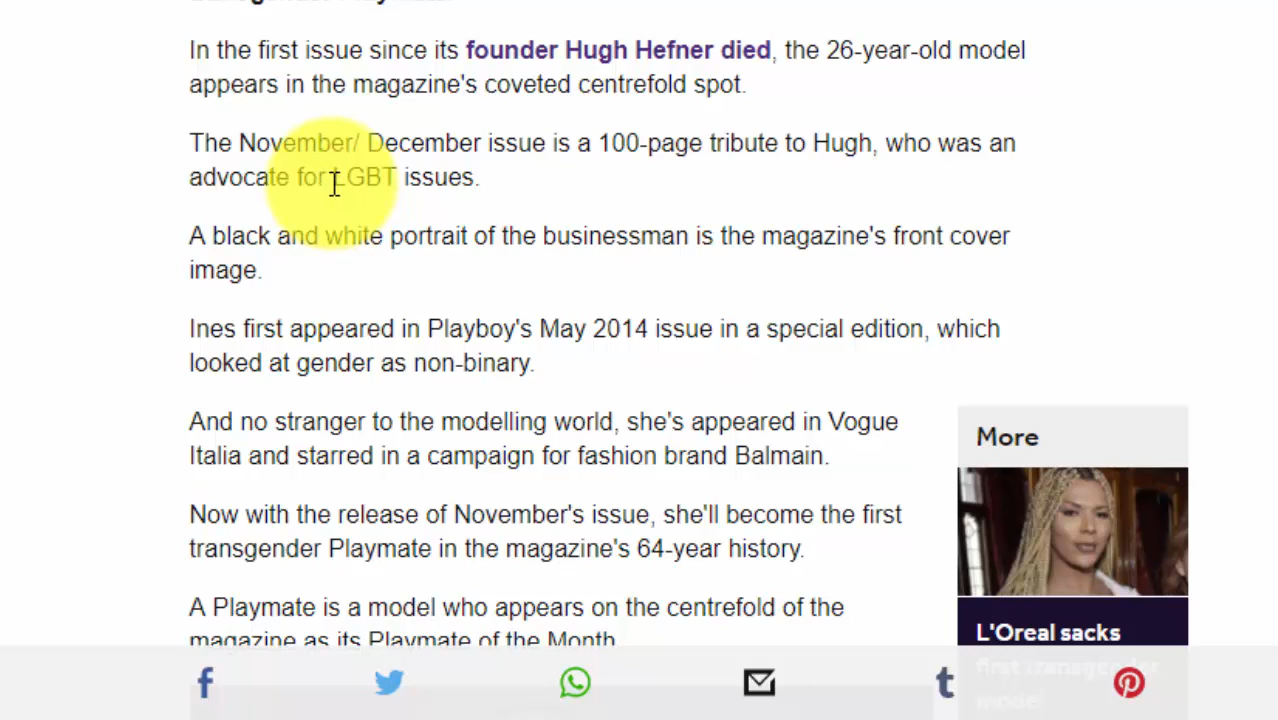 In the first issue since its founder Hugh Hefner died, the 26-year-old model
appears in the magazine's coveted centrefold spot.
The November/ December issue is a 100-page tribute to Hugh, who was an
advocate for LGBT issues.
A black and white portrait of the businessman is the magazine's front cover
image.
Ines first appeared in Playboy's May 2014 issue in a special edition, which
looked at gender as non-binary.
And no stranger to the modelling world, she's appeared in Vogue
Italia and starred in a campaign for fashion brand Balmain.
Now with the release of November's issue, she'll become the first
transgender Playmate in the magazine's 64-year history.
A Playmate is a model who appears on the centrefold of the
magazine as its Playmate of the Month
More
L'Oreal sacks
first transgender
model